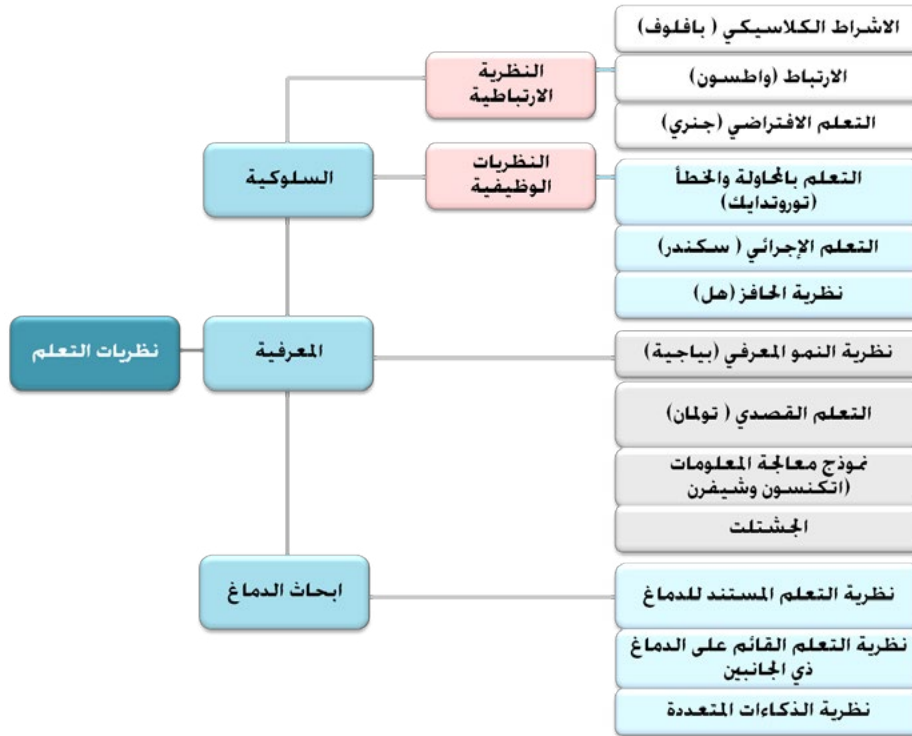 نظريات التعلم
السلوكية
النظرية
الارتباطية
الاشراط الكلاسيكي ( بافلوف)
الارتباط (واطسون)
التعلم الافتراضي (جثري)
النظريات
الوظيفية
التعلم بالمحاولة والخطأ
(توروتدايك)
التعلم الإجرائي ( سكندر)
نظرية الحافز (هل)
المعرفية
نظرية النمو المعرفي (بياجية)
التعلم القصدي ( تولمان)
نموذج معالجة المعلومات
(اتكنسون وشيفرن
الجشتلت
ابحاث الدماغ
نظرية التعلم المستند للدماغ
نظرية التعلم القائم على الدماغ
ذي الجانبين
نظرية الذكاءات المتعددة